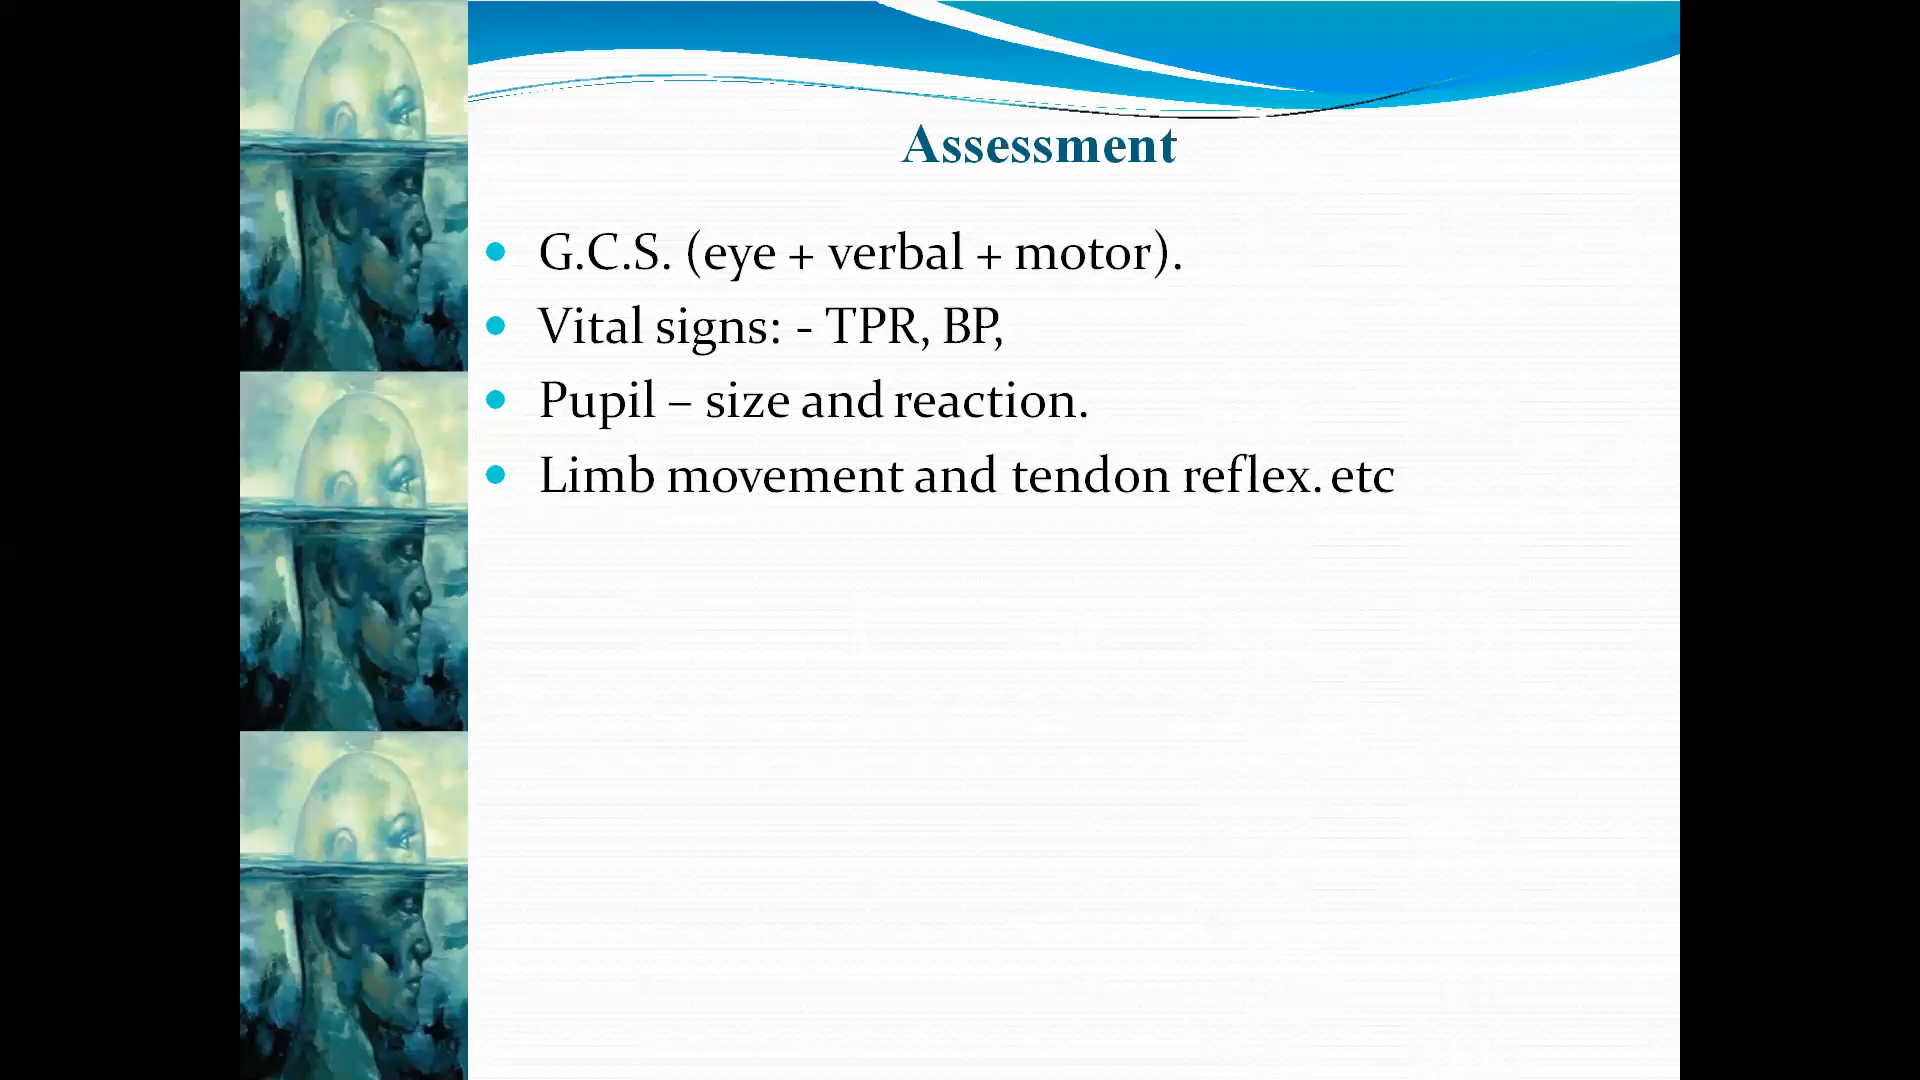 Assessment
• G.C.S. (eye + verbal + motor).
• Vital signs: - TPR, BP,
• Pupil – size and reaction.
• Limb movement and tendon reflex. etc